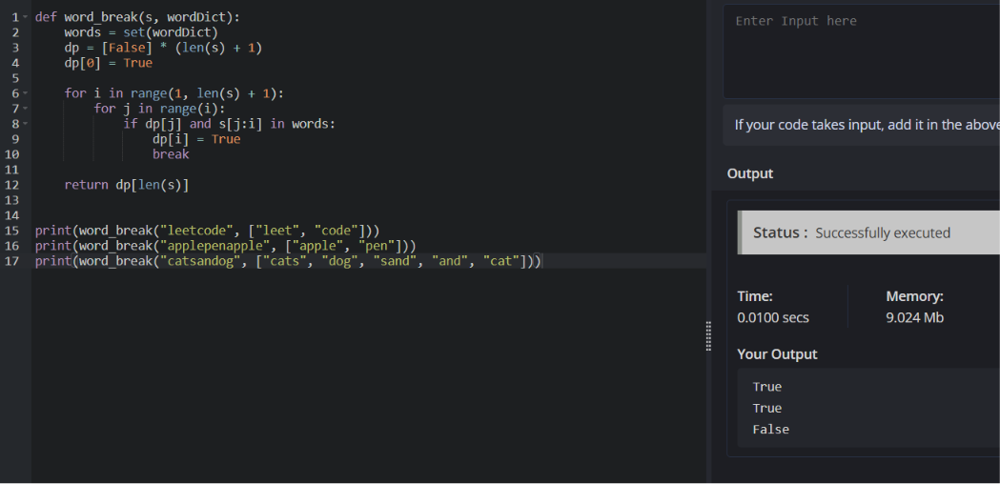 1 def word_break(s, wordDict):
2     words = set(wordDict)
3     dp = [False] * (len(s) + 1)
4     dp[0] = True
5
6     for i in range(1, len(s) + 1):
7         for j in range(i):
8             if dp[j] and s[j:i] in words:
9                 dp[i] = True
10                 break
11
12     return dp[len(s)]
13
14
15 print(word_break("leetcode", ["leet", "code"]))
16 print(word_break("applepenapple", ["apple", "pen"]))
17 print(word_break("catsandog", ["cats", "dog", "sand", "and", "cat"]))
Enter Input here
If your code takes input, add it in the above
Output
Status : Successfully executed
Time:
0.0100 secs
Memory:
9.024 Mb
Your Output
True
True
False